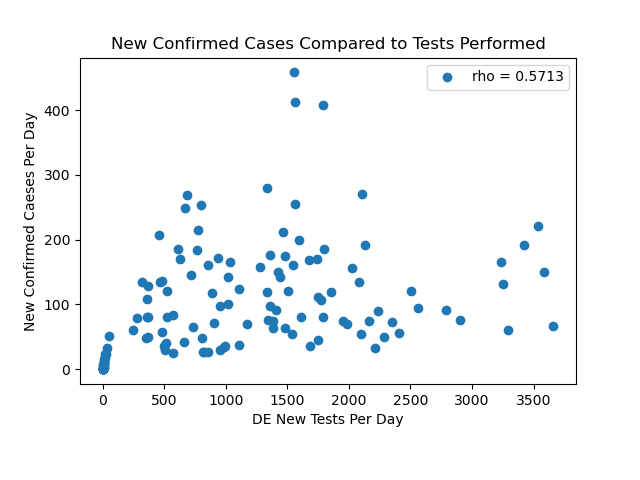 New Confirmed Cases Compared to Tests Performed
rho = 0.5713
New Confirmed Caeses Per Day
400
300
200
100
0
0 500 1000 1500 2000 2500 3000 3500
DE New Tests Per Day